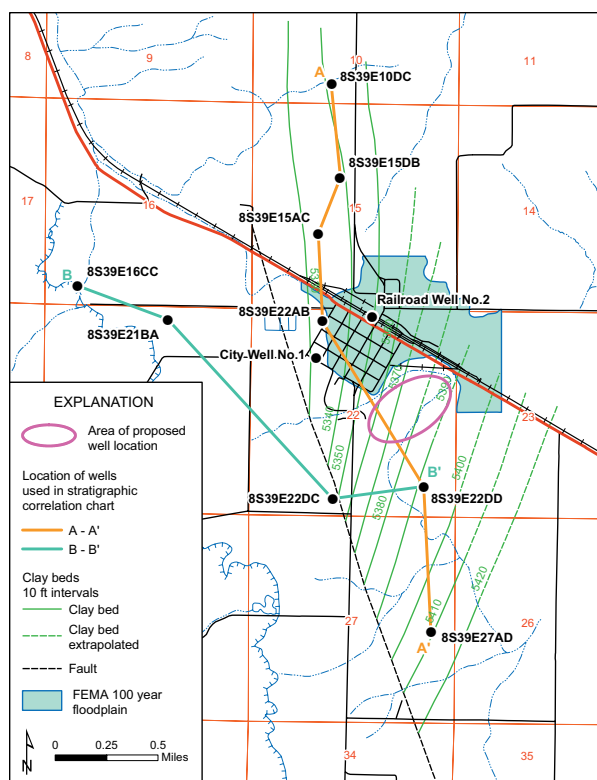 8
9
10
11
A
8S39E10DC
8S39E15DB
17
16
15
14
8S39E15AC
B
8S39E16CC
Railroad Well No.2
8S39E22AB
8S39E21BA
City Well No.1
5370
22
23
5340
5350
5400
B'
8S39E22DC
8S39E22DD
5380
5420
5410
27
26
8S39E27AD
A'
34
35
EXPLANATION
Area of proposed
well location
Location of wells
used in stratigraphic
correlation chart
A - A'
B - B'
Clay beds
10 ft intervals
Clay bed
Clay bed
extrapolated
Fault
FEMA 100 year
floodplain
N
0 0.25 0.5
Miles